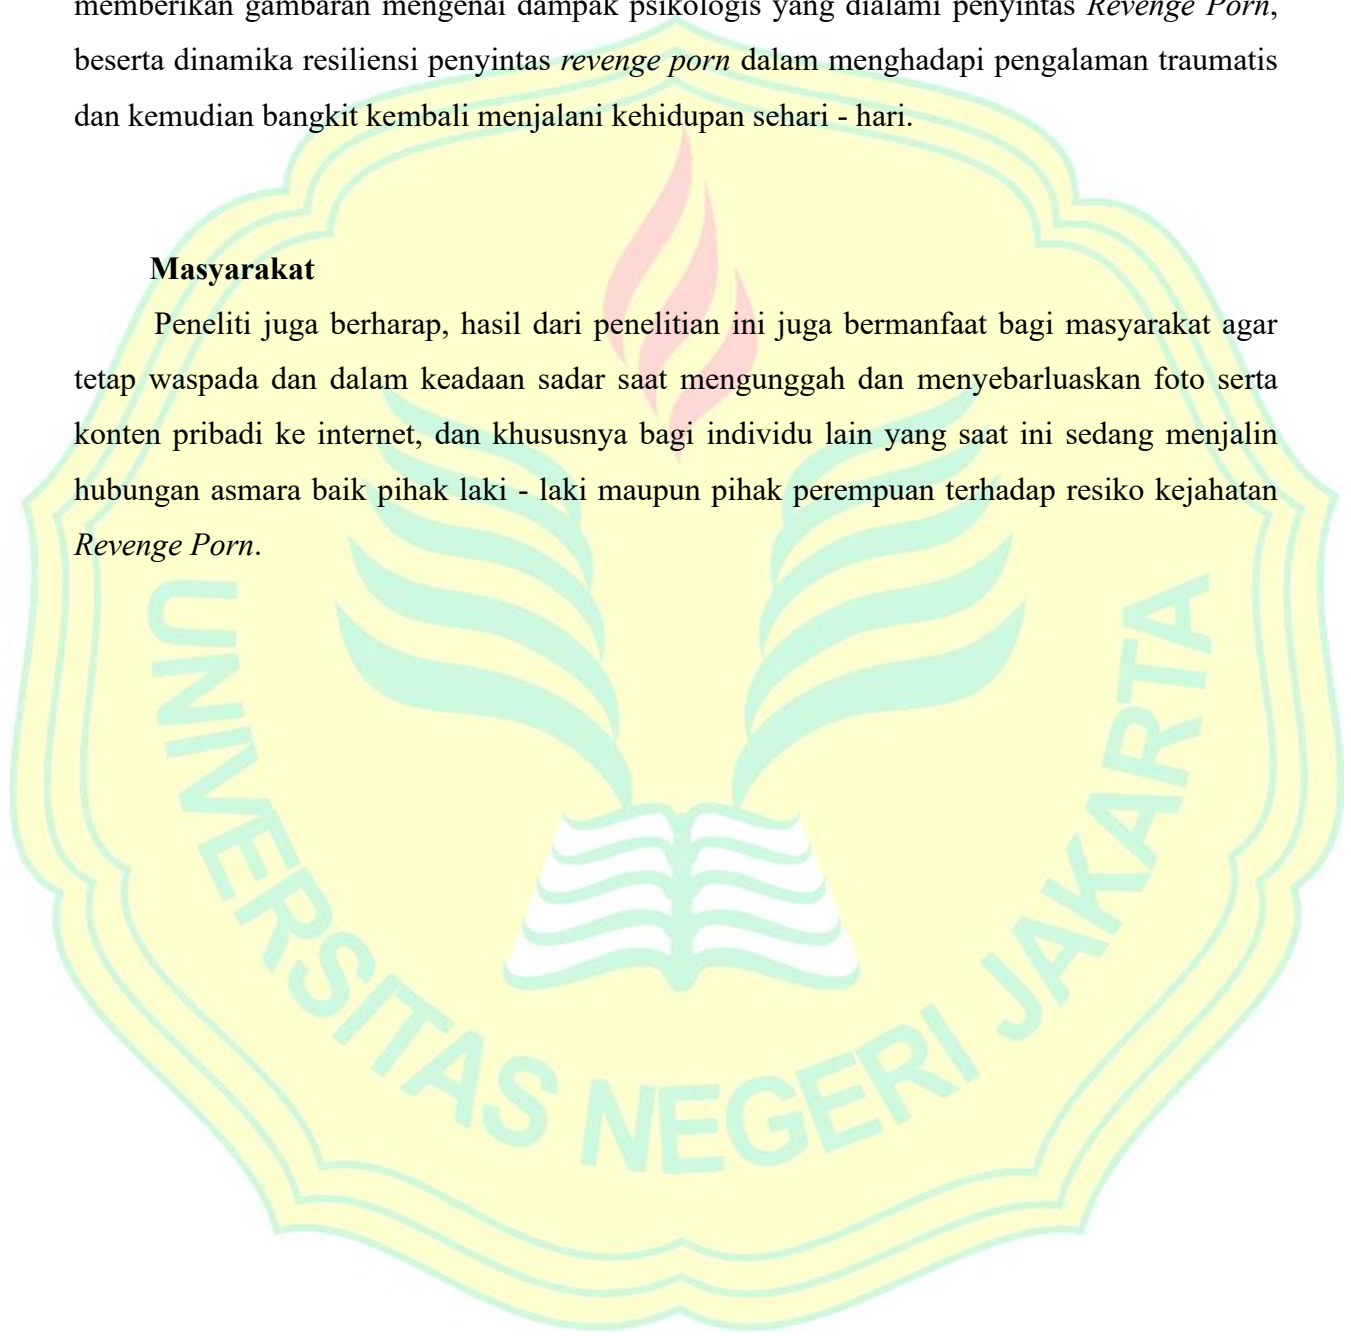 memberikan gambaran mengenai dampak psikologis yang dialami penyintas Revenge Porn,
beserta dinamika resiliensi penyintas revenge porn dalam menghadapi pengalaman traumatis
dan kemudian bangkit kembali menjalani kehidupan sehari - hari.
Masyarakat
Peneliti juga berharap, hasil dari penelitian ini juga bermanfaat bagi masyarakat agar
tetap waspada dan dalam keadaan sadar saat mengunggah dan menyebarluaskan foto serta
konten pribadi ke internet, dan khususnya bagi individu lain yang saat ini sedang menjalin
hubungan asmara baik pihak laki - laki maupun pihak perempuan terhadap resiko kejahatan
Revenge Porn.
UNIVERSITAS NEGERI JAKARTA